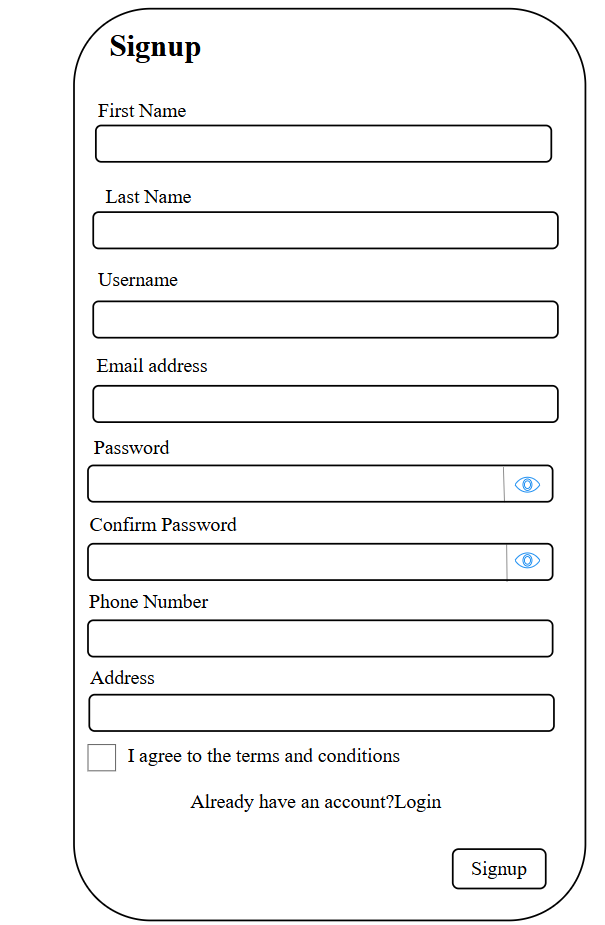 Signup
First Name
Last Name
Username
Email address
Password
Confirm Password
Phone Number
Address
I agree to the terms and conditions
Already have an account?Login
Signup